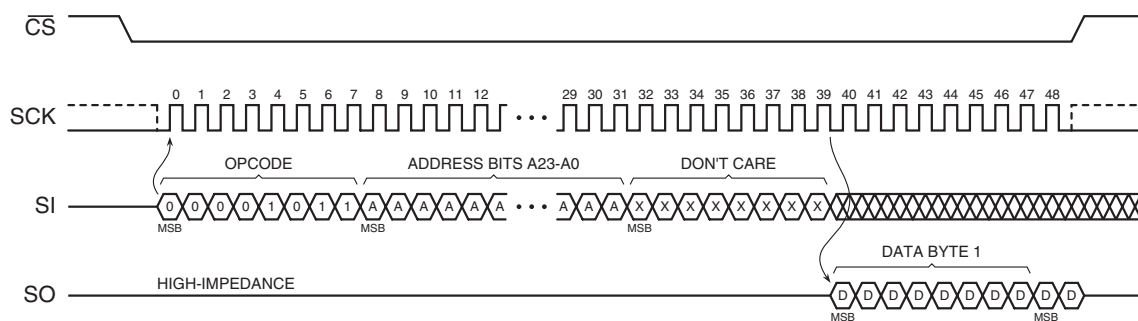 CS
SCK
0 1 2 3 4 5 6 7 8 9 10 11 12 29 30 31 32 33 34 35 36 37 38 39 40 41 42 43 44 45 46 47 48
OPCODE ADDRESS BITS A23-A0 DON'T CARE
SI
0 0 0 0 1 0 1 1 A A A A A A A A A X X X X X X X X
MSB MSB MSB
DATA BYTE 1
SO
HIGH-IMPEDANCE
D D D D D D D D D D
MSB MSB